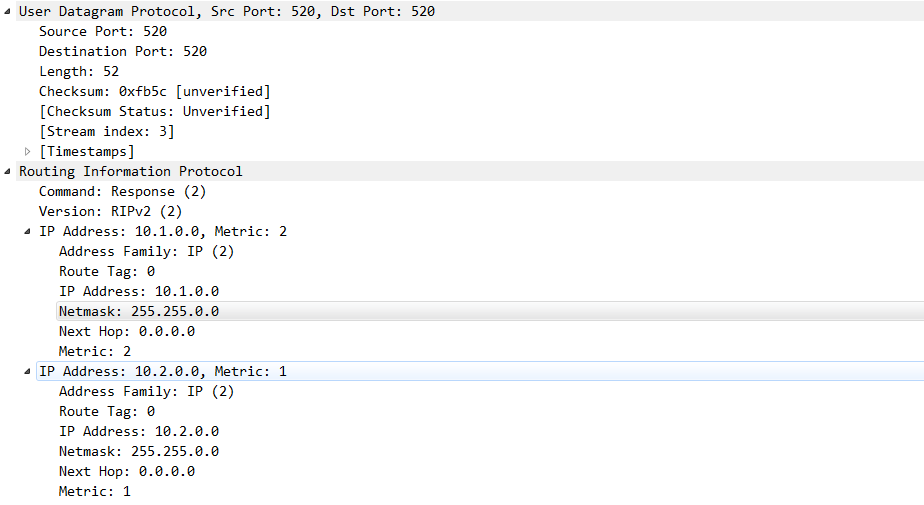 User Datagram Protocol, Src Port: 520, Dst Port: 520
Source Port: 520
Destination Port: 520
Length: 52
Checksum: 0xfb5c [unverified]
[Checksum Status: Unverified]
[Stream index: 3]
[Timestamps]
Routing Information Protocol
Command: Response (2)
Version: RIPv2 (2)
IP Address: 10.1.0.0, Metric: 2
Address Family: IP (2)
Route Tag: 0
IP Address: 10.1.0.0
Netmask: 255.255.0.0
Next Hop: 0.0.0.0
Metric: 2
IP Address: 10.2.0.0, Metric: 1
Address Family: IP (2)
Route Tag: 0
IP Address: 10.2.0.0
Netmask: 255.255.0.0
Next Hop: 0.0.0.0
Metric: 1